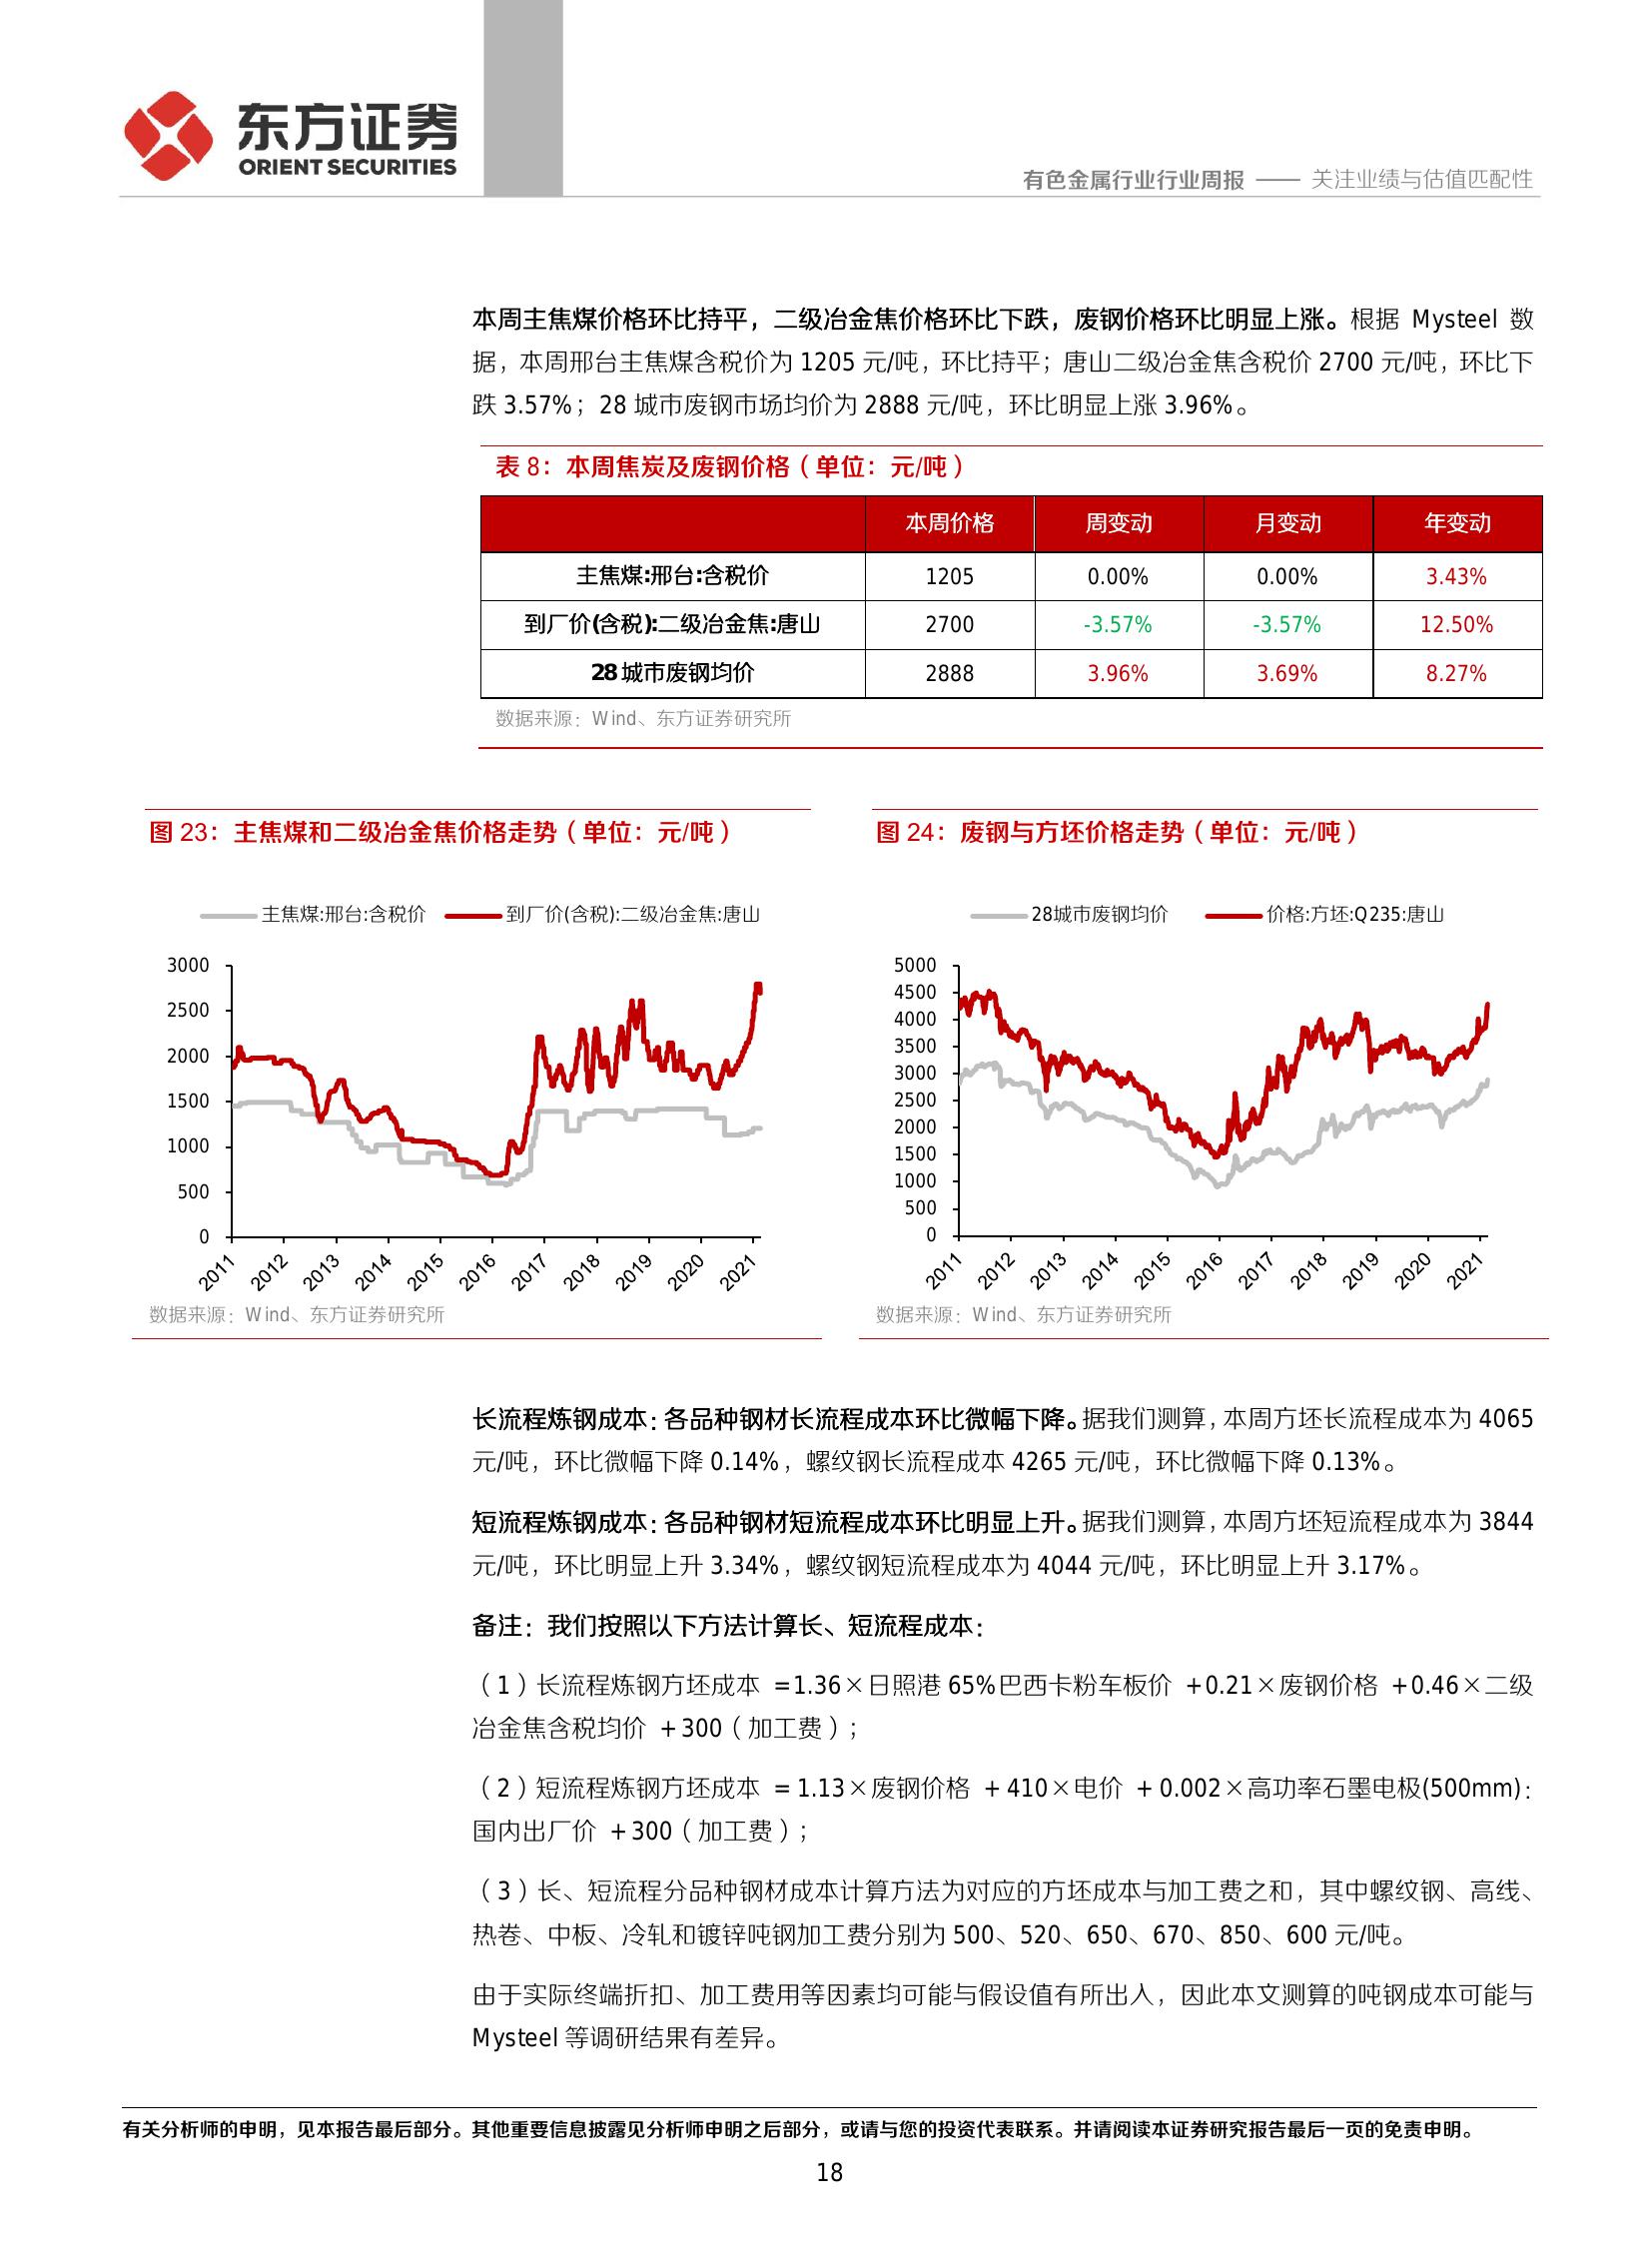 东方证券
ORIENT SECURITIES
有色金属行业行业周报 —— 关注业绩与估值匹配性
本周主焦煤价格环比持平，二级冶金焦价格环比下跌，废钢价格环比明显上涨。根据 Mysteel 数
据，本周邢台主焦煤含税价为 1205 元/吨，环比持平；唐山二级冶金焦含税价 2700 元/吨，环比下
跌 3.57%；28 城市废钢市场均价为 2888 元/吨，环比明显上涨 3.96%。
表 8：本周焦炭及废钢价格（单位：元/吨）
本周价格 周变动 月变动 年变动
主焦煤:邢台:含税价 1205 0.00% 0.00% 3.43%
到厂价(含税):二级冶金焦:唐山 2700 -3.57% -3.57% 12.50%
28 城市废钢均价 2888 3.96% 3.69% 8.27%
数据来源：Wind、东方证券研究所
图 23：主焦煤和二级冶金焦价格走势（单位：元/吨）
主焦煤:邢台:含税价 到厂价(含税):二级冶金焦:唐山
3000
2500
2000
1500
1000
500
0
2011 2012 2013 2014 2015 2016 2017 2018 2019 2020 2021
数据来源：Wind、东方证券研究所
图 24：废钢与方坯价格走势（单位：元/吨）
28城市废钢均价 价格:方坯:Q235:唐山
5000
4500
4000
3500
3000
2500
2000
1500
1000
500
0
2011 2012 2013 2014 2015 2016 2017 2018 2019 2020 2021
数据来源：Wind、东方证券研究所
长流程炼钢成本：各品种钢材长流程成本环比微幅下降。据我们测算，本周方坯长流程成本为 4065
元/吨，环比微幅下降 0.14%，螺纹钢长流程成本 4265 元/吨，环比微幅下降 0.13%。
短流程炼钢成本：各品种钢材短流程成本环比明显上升。据我们测算，本周方坯短流程成本为 3844
元/吨，环比明显上升 3.34%，螺纹钢短流程成本为 4044 元/吨，环比明显上升 3.17%。
备注：我们按照以下方法计算长、短流程成本：
（1）长流程炼钢方坯成本 =1.36×日照港 65%巴西卡粉车板价 +0.21×废钢价格 +0.46×二级
冶金焦含税均价 +300（加工费）；
（2）短流程炼钢方坯成本 =1.13×废钢价格 +410×电价 +0.002×高功率石墨电极(500mm)：
国内出厂价 +300（加工费）；
（3）长、短流程分品种钢材成本计算方法为对应的方坯成本与加工费之和，其中螺纹钢、高线、
热卷、中板、冷轧和镀锌吨钢加工费分别为 500、520、650、670、850、600 元/吨。
由于实际终端折扣、加工费用等因素均可能与假设值有所出入，因此本文测算的吨钢成本可能与
Mysteel 等调研结果有差异。
有关分析师的申明，见本报告最后部分。其他重要信息披露见分析师申明之后部分，或请与您的投资代表联系。并请阅读本证券研究报告最后一页的免责申明。
18